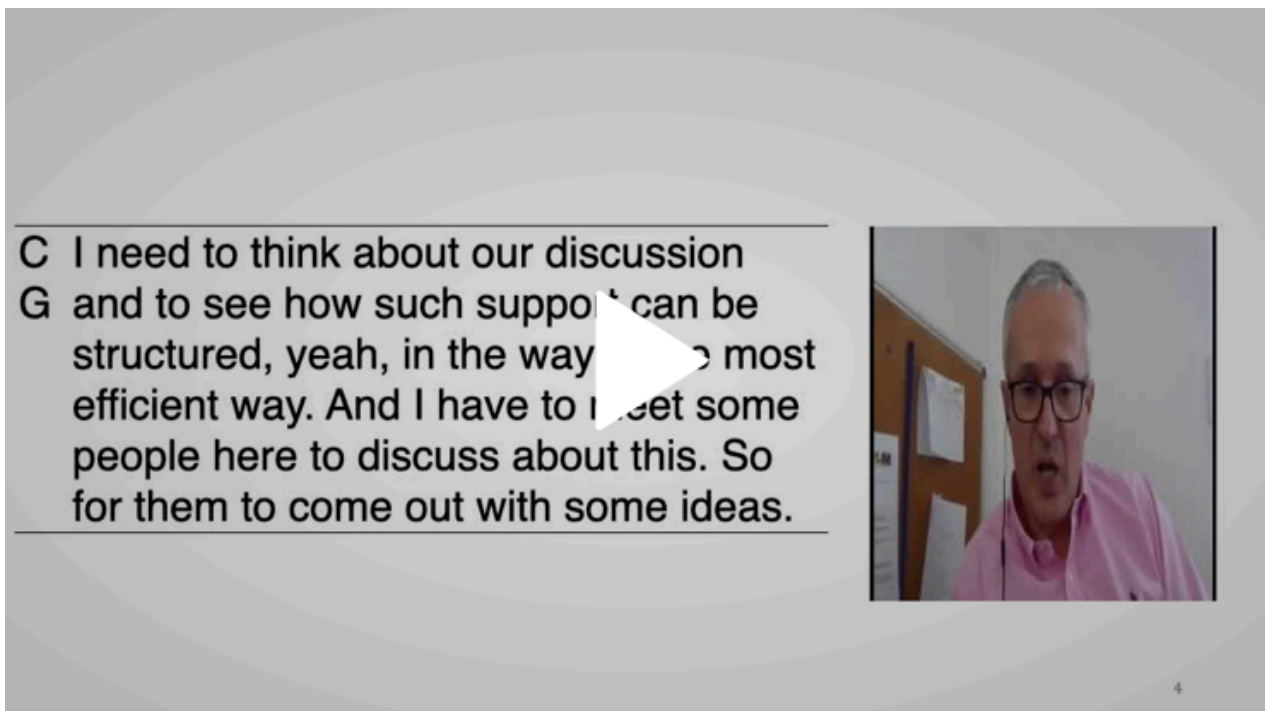 C I need to think about our discussion
G and to see how such support can be
structured, yeah, in the way most
efficient way. And I have to meet some
people here to discuss about this. So
for them to come out with some ideas.
4